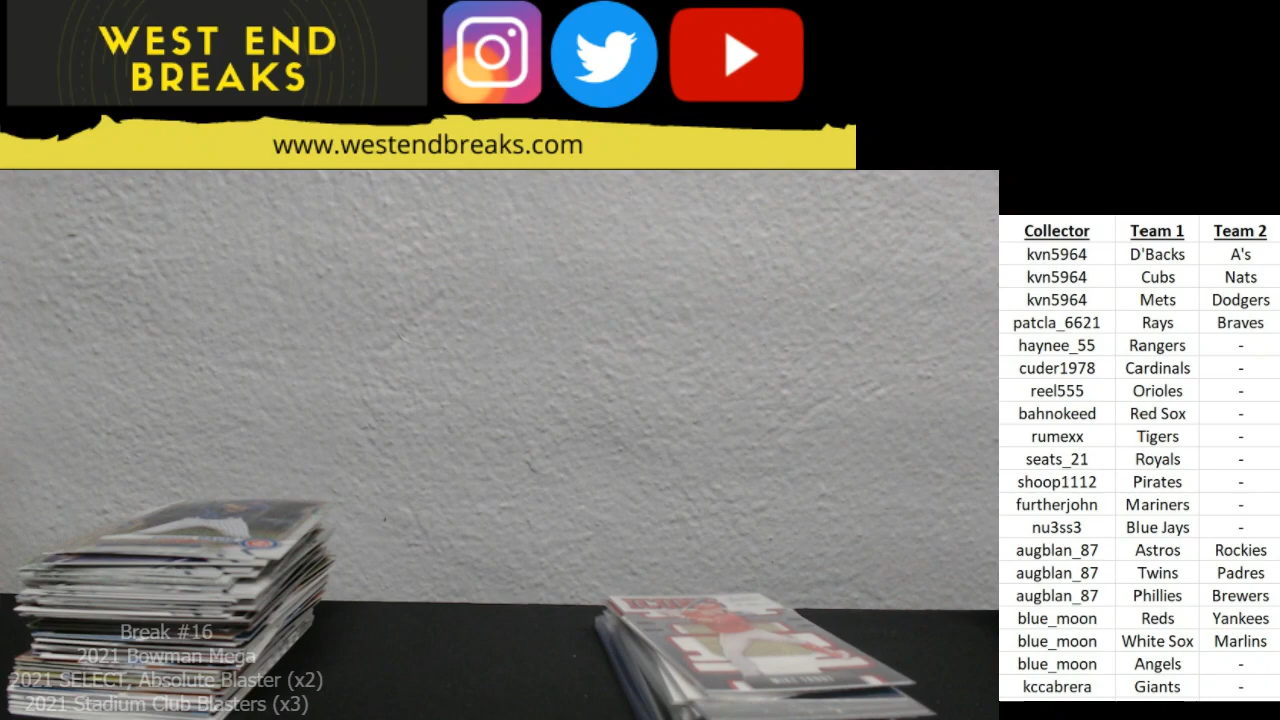 WEST END
BREAKS
www.westendbreaks.com
Collector Team 1 Team 2
kvn5964 D'Backs A's
kvn5964 Cubs Nats
kvn5964 Mets Dodgers
patcla_6621 Rays Braves
haynee_55 Rangers -
cuder1978 Cardinals -
reel555 Orioles -
bahnokeed Red Sox -
rumexx Tigers -
seats_21 Royals -
shoop1112 Pirates -
furtherjohn Mariners -
nu3ss3 Blue Jays -
augblan_87 Astros Rockies
augblan_87 Twins Padres
augblan_87 Phillies Brewers
blue_moon Reds Yankees
blue_moon White Sox Marlins
blue_moon Angels -
kccabrera Giants -
Break #16
2021 Bowman Mega
2021 SELECT, Absolute Blaster (x2)
2021 Stadium Club Blasters (x3)